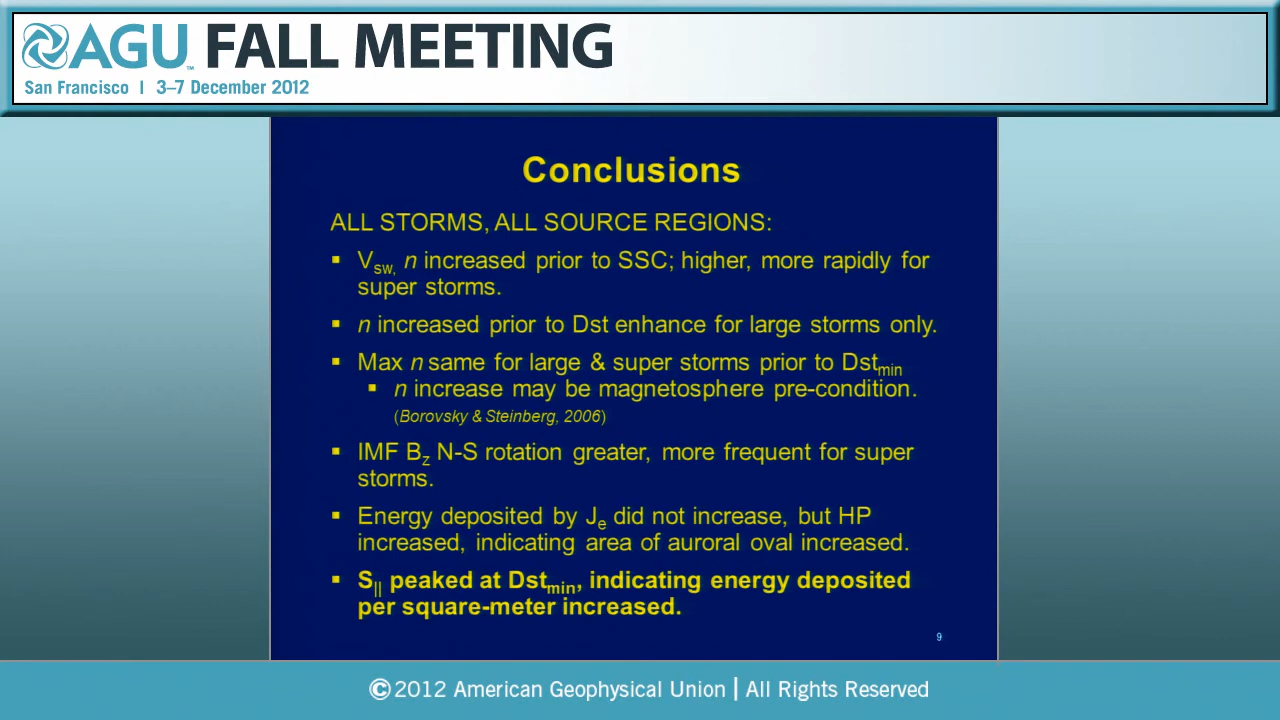 AGU™ FALL MEETING
San Francisco | 3–7 December 2012
Conclusions
ALL STORMS, ALL SOURCE REGIONS:
▪ Vsw, n increased prior to SSC; higher, more rapidly for
super storms.
▪ n increased prior to Dst enhance for large storms only.
▪ Max n same for large & super storms prior to Dstmin
▪ n increase may be magnetosphere pre-condition.
(Borovsky & Steinberg, 2006)
▪ IMF Bz N-S rotation greater, more frequent for super
storms.
▪ Energy deposited by Je did not increase, but HP
increased, indicating area of auroral oval increased.
▪ S|| peaked at Dstmin, indicating energy deposited
per square-meter increased.
9
©2012 American Geophysical Union | All Rights Reserved